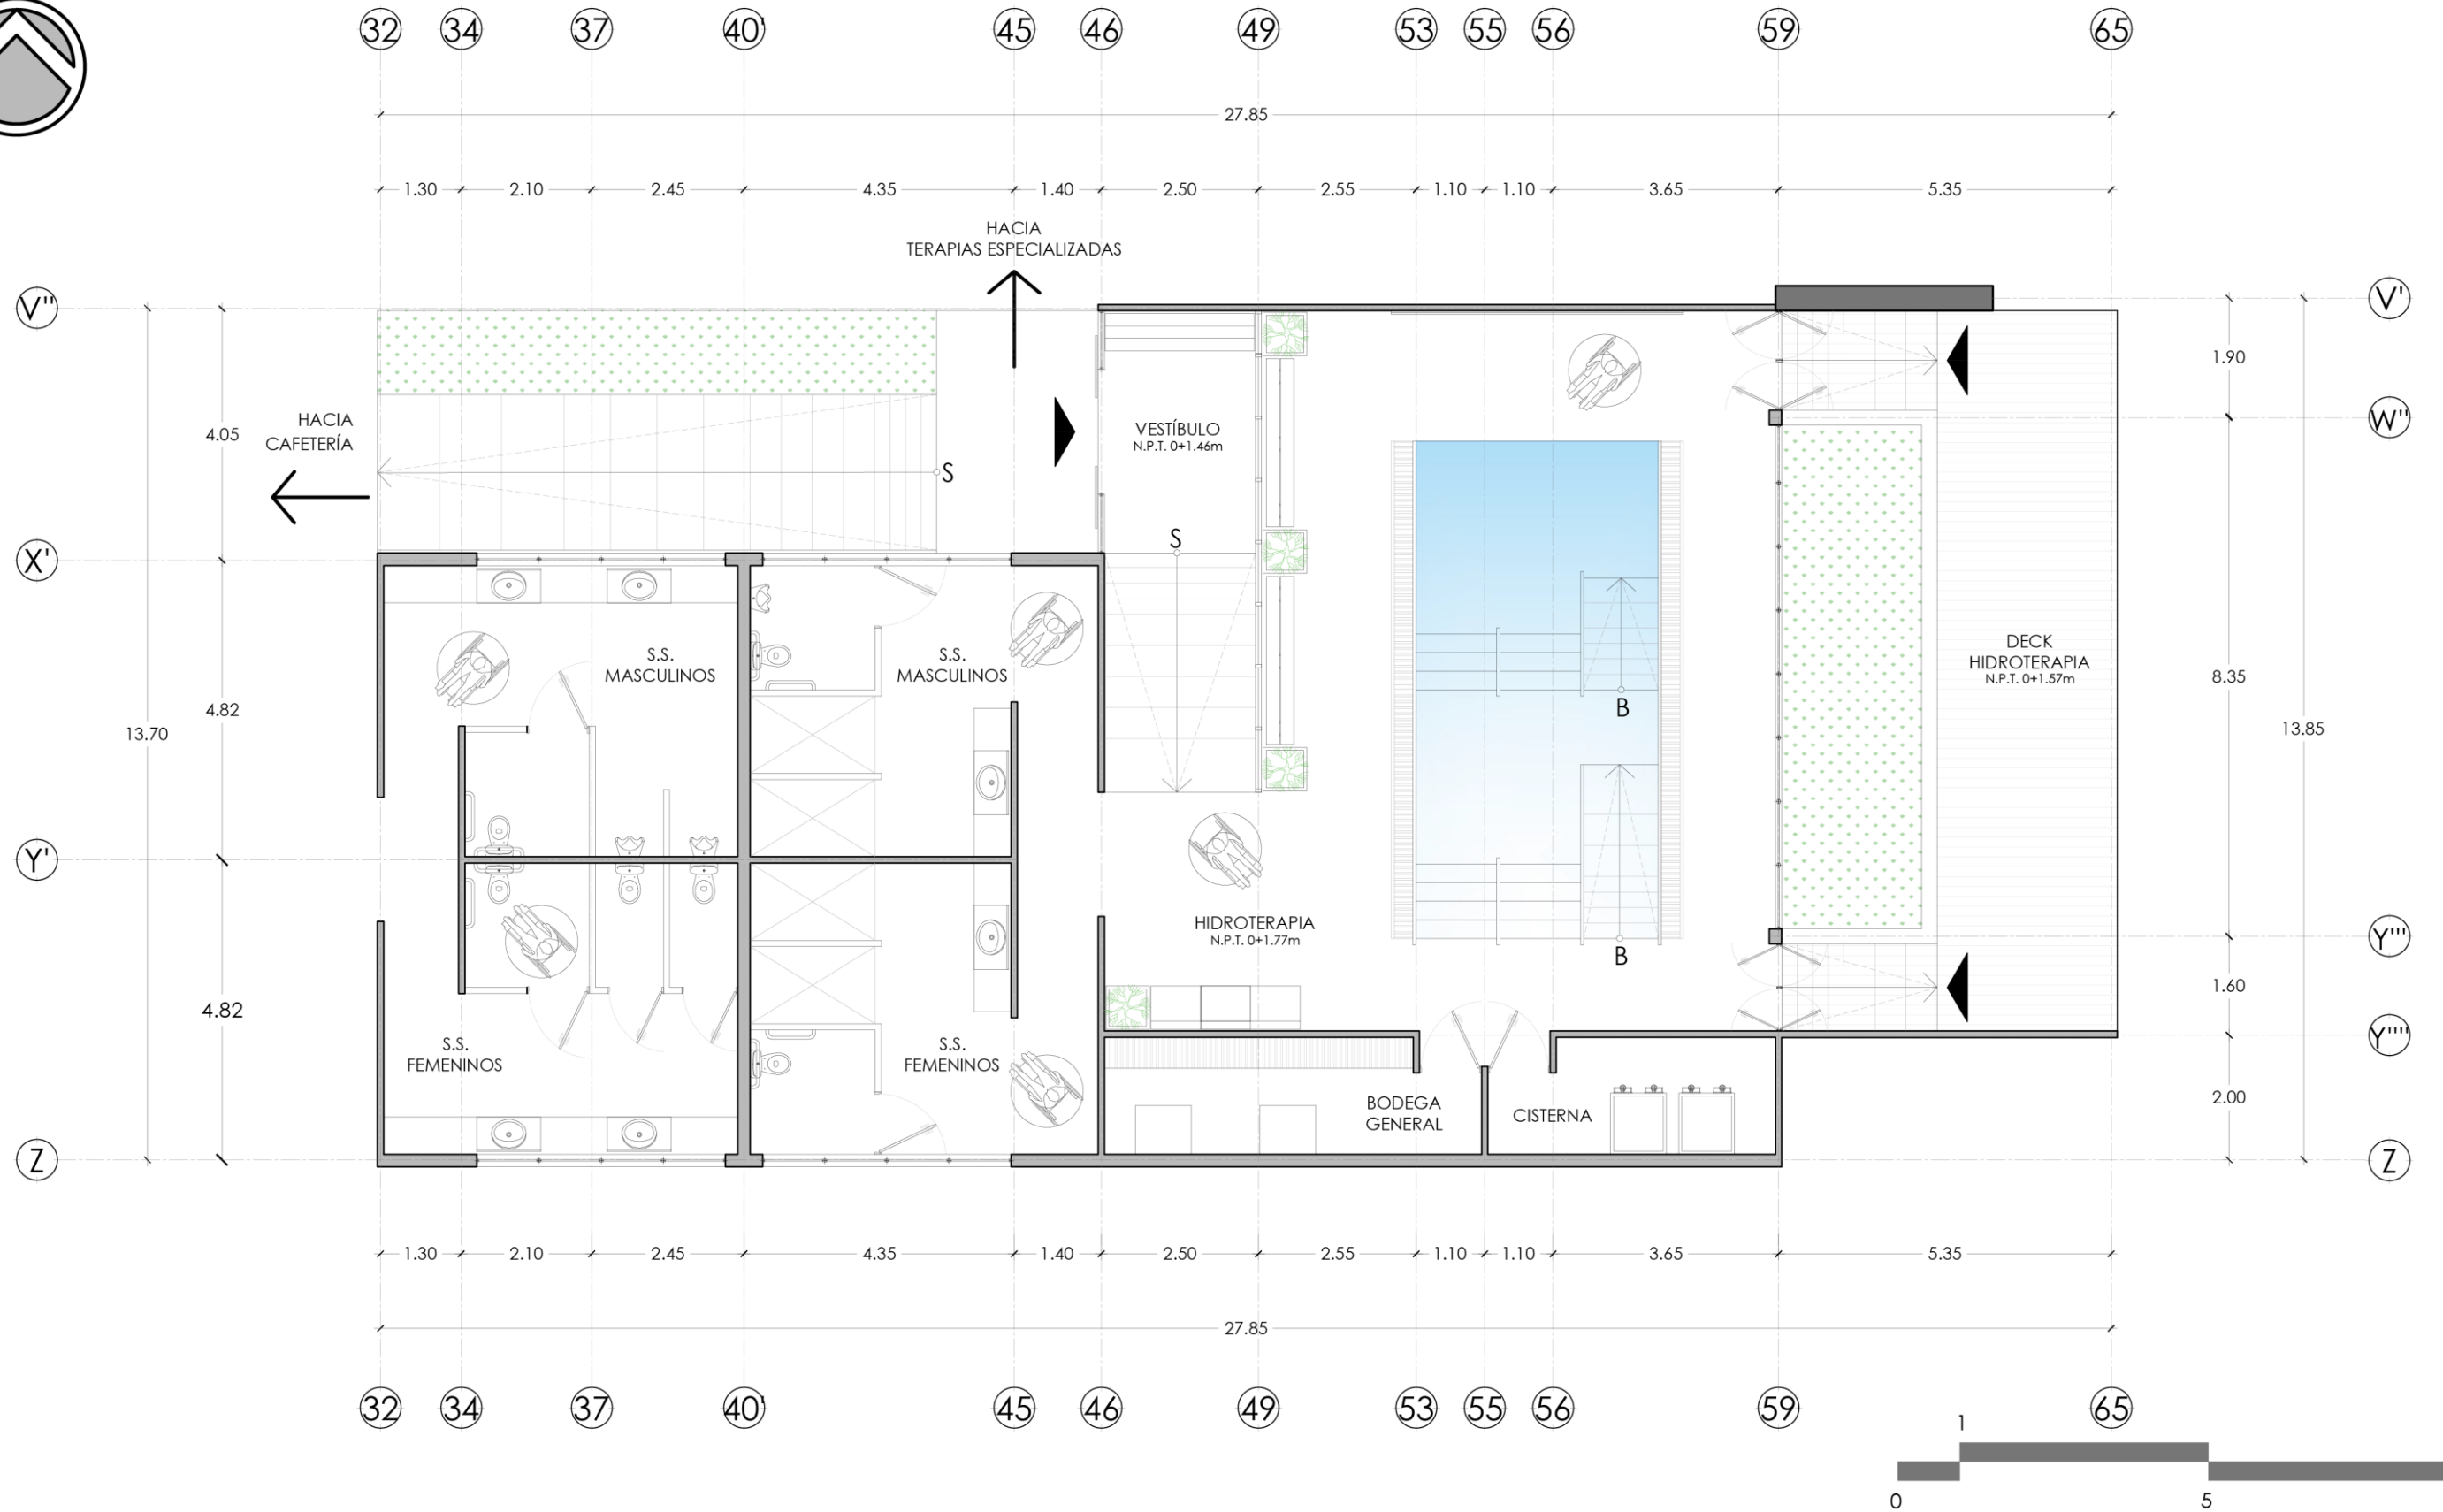 32 34 37 40' 45 46 49 53 55 56 59 65
27.85
1.30 2.10 2.45 4.35 1.40 2.50 2.55 1.10 1.10 3.65 5.35
HACIA
TERAPIAS ESPECIALIZADAS
V'' V'
1.90
HACIA
CAFETERÍA
4.05
W''
VESTÍBULO
N.P.T. 0+1.46m
S
S
X'
S.S.
MASCULINOS
S.S.
MASCULINOS
DECK
HIDROTERAPIA
N.P.T. 0+1.57m
8.35
4.82
B
13.70
13.85
Y'
HIDROTERAPIA
N.P.T. 0+1.77m
Y'''
B
1.60
4.82
Y''''
S.S.
FEMENINOS
S.S.
FEMENINOS
BODEGA
GENERAL
CISTERNA
2.00
Z Z
1.30 2.10 2.45 4.35 1.40 2.50 2.55 1.10 1.10 3.65 5.35
27.85
32 34 37 40' 45 46 49 53 55 56 59 65
1
0 5